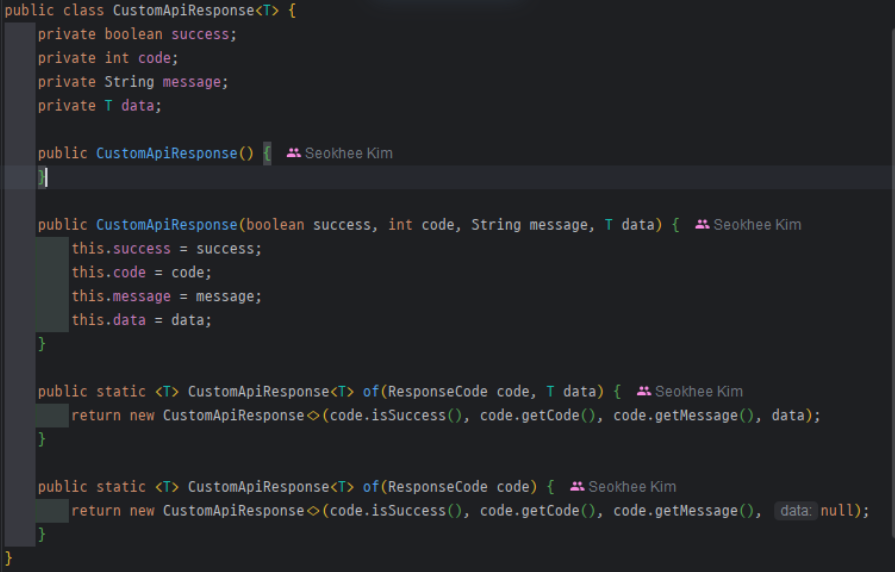 public class CustomApiResponse<T> {
    private boolean success;
    private int code;
    private String message;
    private T data;

    public CustomApiResponse() {  Seokhee Kim
    }

    public CustomApiResponse(boolean success, int code, String message, T data) {  Seokhee Kim
        this.success = success;
        this.code = code;
        this.message = message;
        this.data = data;
    }

    public static <T> CustomApiResponse<T> of(ResponseCode code, T data) {  Seokhee Kim
        return new CustomApiResponse<>(code.isSuccess(), code.getCode(), code.getMessage(), data);
    }

    public static <T> CustomApiResponse<T> of(ResponseCode code) {  Seokhee Kim
        return new CustomApiResponse<>(code.isSuccess(), code.getCode(), code.getMessage(), data: null);
    }
}